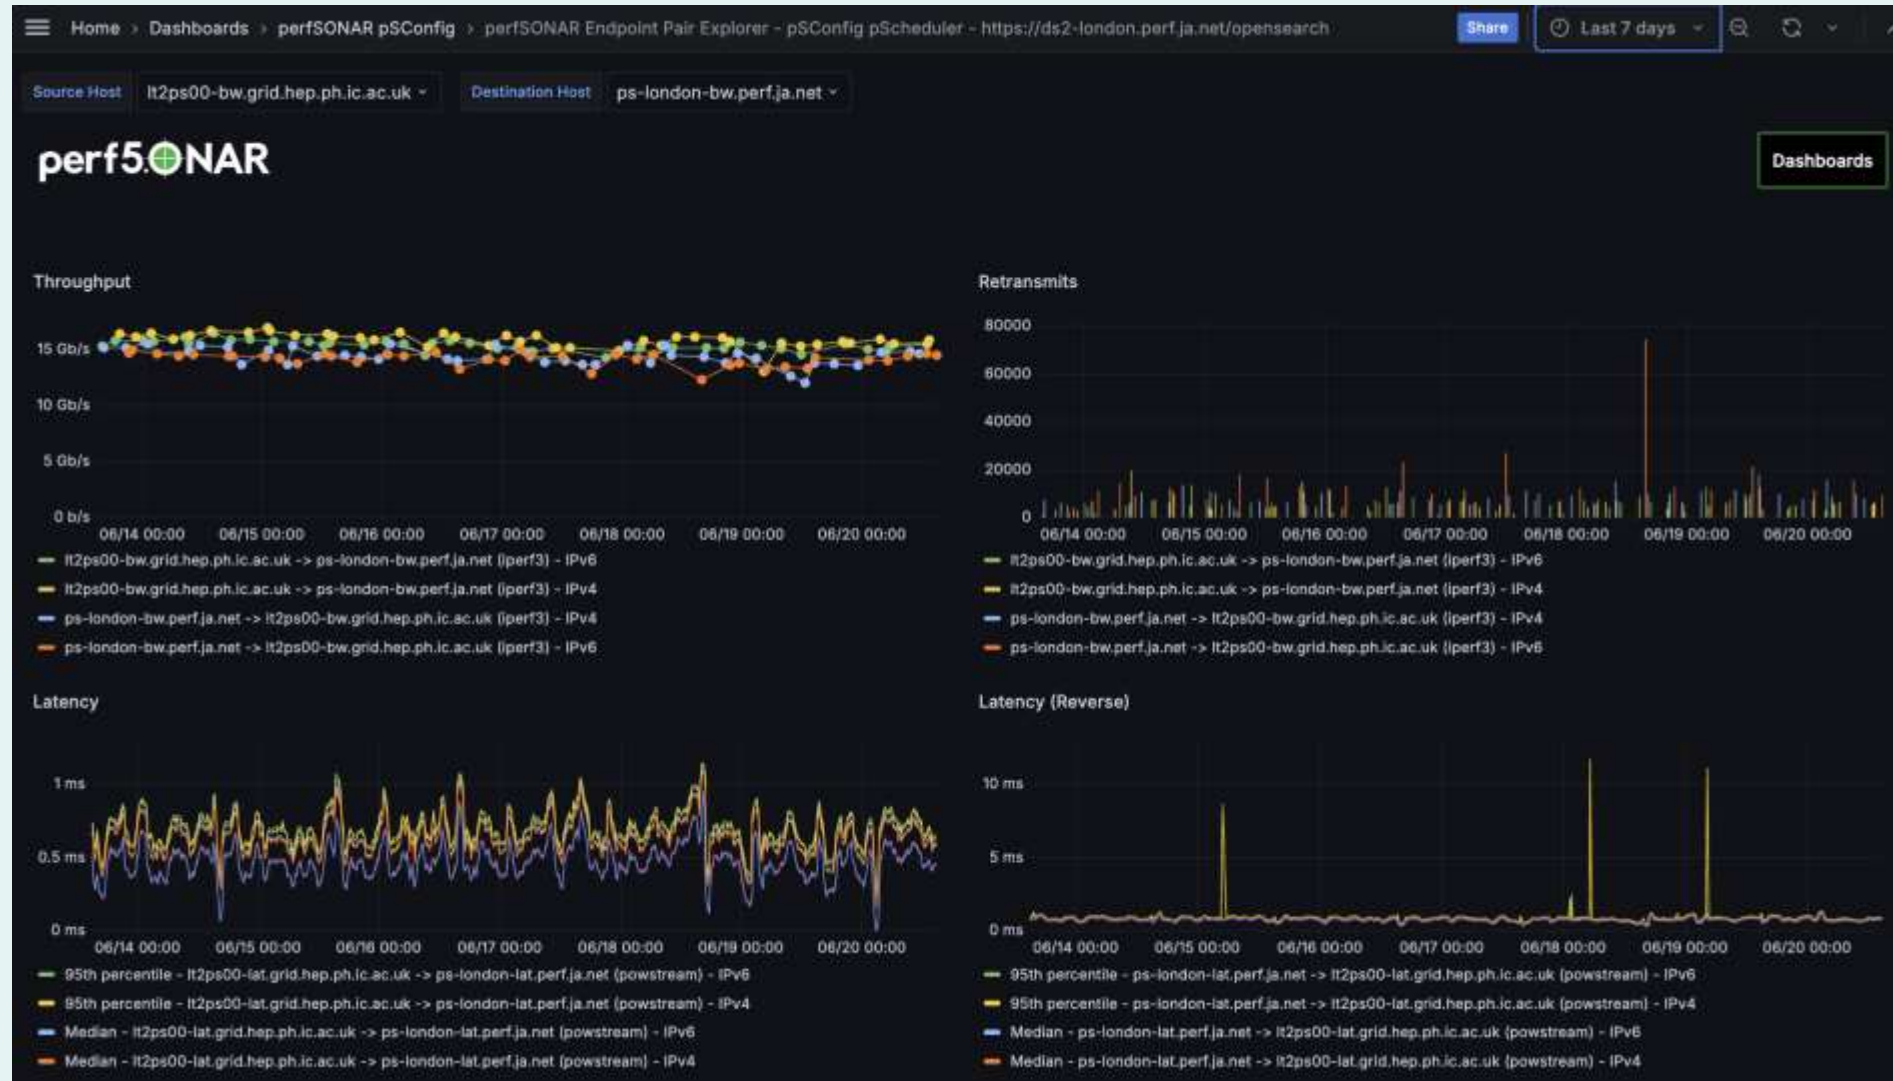 Home › Dashboards › perfSONAR pSConfig › perfSONAR Endpoint Pair Explorer - pSConfig pScheduler - https://ds2-london.perf.ja.net/opensearch
Share
Last 7 days
Source Host lt2ps00-bw.grid.hep.ph.ic.ac.uk
Destination Host ps-london-bw.perf.ja.net
perf5.ONAR
Dashboards
Throughput
15 Gb/s
10 Gb/s
5 Gb/s
0 b/s
06/14 00:00 06/15 00:00 06/16 00:00 06/17 00:00 06/18 00:00 06/19 00:00 06/20 00:00
lt2ps00-bw.grid.hep.ph.ic.ac.uk -> ps-london-bw.perf.ja.net (iperf3) - IPv6
lt2ps00-bw.grid.hep.ph.ic.ac.uk -> ps-london-bw.perf.ja.net (iperf3) - IPv4
ps-london-bw.perf.ja.net -> lt2ps00-bw.grid.hep.ph.ic.ac.uk (iperf3) - IPv4
ps-london-bw.perf.ja.net -> lt2ps00-bw.grid.hep.ph.ic.ac.uk (iperf3) - IPv6
Retransmits
80000
60000
40000
20000
0
06/14 00:00 06/15 00:00 06/16 00:00 06/17 00:00 06/18 00:00 06/19 00:00 06/20 00:00
lt2ps00-bw.grid.hep.ph.ic.ac.uk -> ps-london-bw.perf.ja.net (iperf3) - IPv6
lt2ps00-bw.grid.hep.ph.ic.ac.uk -> ps-london-bw.perf.ja.net (iperf3) - IPv4
ps-london-bw.perf.ja.net -> lt2ps00-bw.grid.hep.ph.ic.ac.uk (iperf3) - IPv4
ps-london-bw.perf.ja.net -> lt2ps00-bw.grid.hep.ph.ic.ac.uk (iperf3) - IPv6
Latency
1 ms
0.5 ms
0 ms
06/14 00:00 06/15 00:00 06/16 00:00 06/17 00:00 06/18 00:00 06/19 00:00 06/20 00:00
95th percentile - lt2ps00-lat.grid.hep.ph.ic.ac.uk -> ps-london-lat.perf.ja.net (powstream) - IPv6
95th percentile - lt2ps00-lat.grid.hep.ph.ic.ac.uk -> ps-london-lat.perf.ja.net (powstream) - IPv4
Median - lt2ps00-lat.grid.hep.ph.ic.ac.uk -> ps-london-lat.perf.ja.net (powstream) - IPv6
Median - lt2ps00-lat.grid.hep.ph.ic.ac.uk -> ps-london-lat.perf.ja.net (powstream) - IPv4
Latency (Reverse)
10 ms
5 ms
0 ms
06/14 00:00 06/15 00:00 06/16 00:00 06/17 00:00 06/18 00:00 06/19 00:00 06/20 00:00
95th percentile - ps-london-lat.perf.ja.net -> lt2ps00-lat.grid.hep.ph.ic.ac.uk (powstream) - IPv6
95th percentile - ps-london-lat.perf.ja.net -> lt2ps00-lat.grid.hep.ph.ic.ac.uk (powstream) - IPv4
Median - ps-london-lat.perf.ja.net -> lt2ps00-lat.grid.hep.ph.ic.ac.uk (powstream) - IPv6
Median - ps-london-lat.perf.ja.net -> lt2ps00-lat.grid.hep.ph.ic.ac.uk (powstream) - IPv4